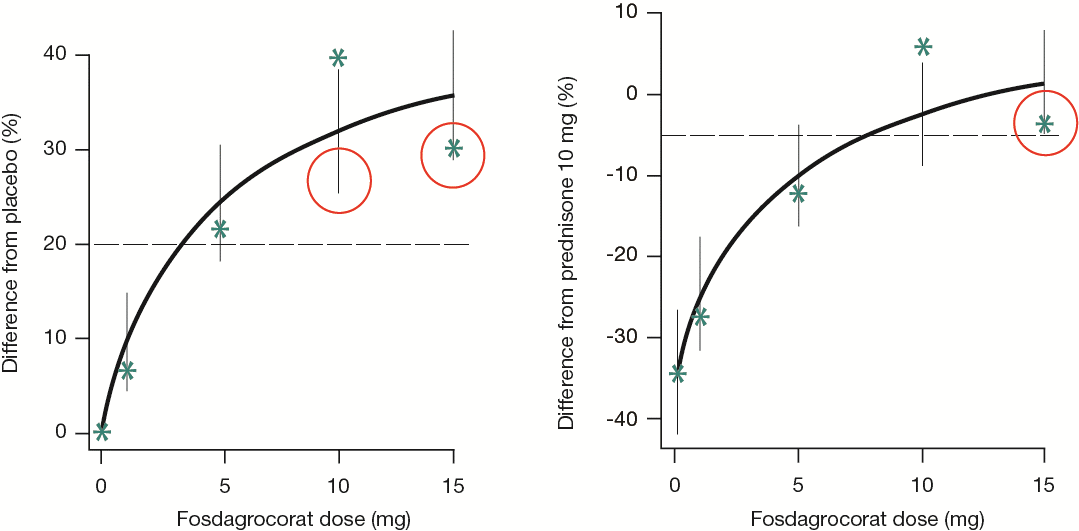 Difference from placebo (%)
40
30
20
10
0
0 5 10 15
Fosdagrocorat dose (mg)
Difference from prednisone 10 mg (%)
10
0
-10
-20
-30
-40
0 5 10 15
Fosdagrocorat dose (mg)